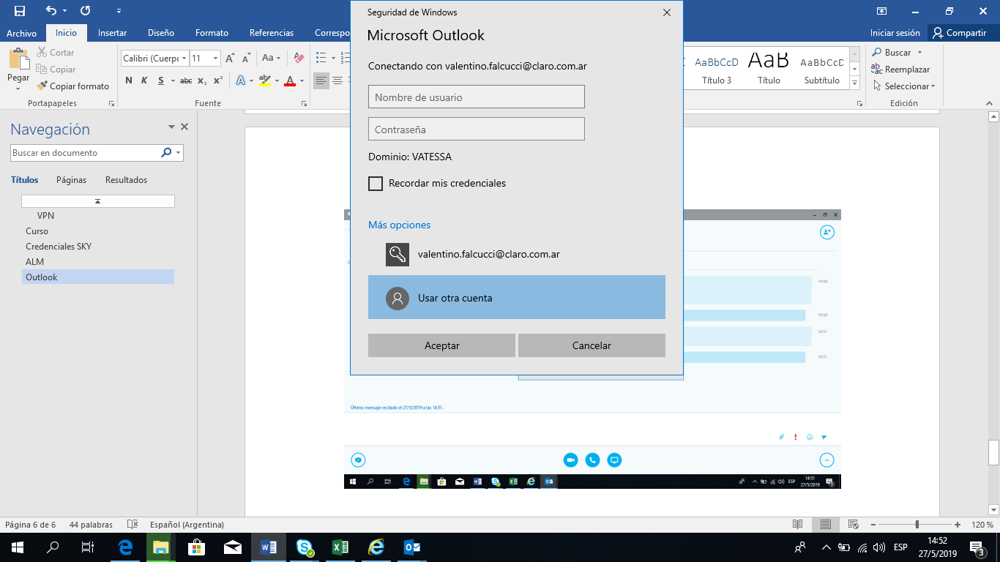 Seguridad de Windows
Microsoft Outlook
Conectando con valentino.falcucci@claro.com.ar
Nombre de usuario
Contraseña
Dominio: VATESSA
Recordar mis credenciales
Más opciones
valentino.falcucci@claro.com.ar
Usar otra cuenta
Aceptar Cancelar
Archivo Inicio Insertar Diseño Formato Referencias Correspo
Iniciar sesión Compartir
Pegar
Cortar
Copiar
Copiar formato
Portapapeles
Calibri (Cuerpo 11
N K S abc x₂ x²
Fuente
AaBbCcD AaB AaBbCcD
Título 3 Título Subtítulo
Buscar
Reemplazar
Seleccionar
Edición
Navegación
Buscar en documento
Títulos Páginas Resultados
VPN
Curso
Credenciales SKY
ALM
Outlook
14:50
14:50
14:51
14:51
Último mensaje recibido el 27/5/2019 a las 14:51.
ESP 14:51
27/5/2019
Página 6 de 6 44 palabras Español (Argentina) 120 %
ESP 14:52
27/5/2019
3